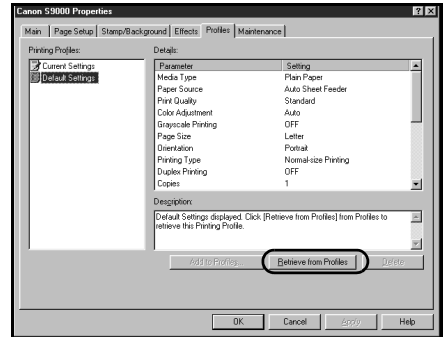 Canon S9000 Properties
Main Page Setup Stamp/Background Effects Profiles Maintenance
Printing Profiles:
Current Settings
Default Settings
Details:
Parameter Setting
Media Type Plain Paper
Paper Source Auto Sheet Feeder
Print Quality Standard
Color Adjustment Auto
Grayscale Printing OFF
Page Size Letter
Orientation Portrait
Printing Type Normal-size Printing
Duplex Printing OFF
Copies 1
Description:
Default Settings displayed. Click [Retrieve from Profiles] from Profiles to
retrieve this Printing Profile.
Add to Profiles... Retrieve from Profiles Delete
OK Cancel Apply Help